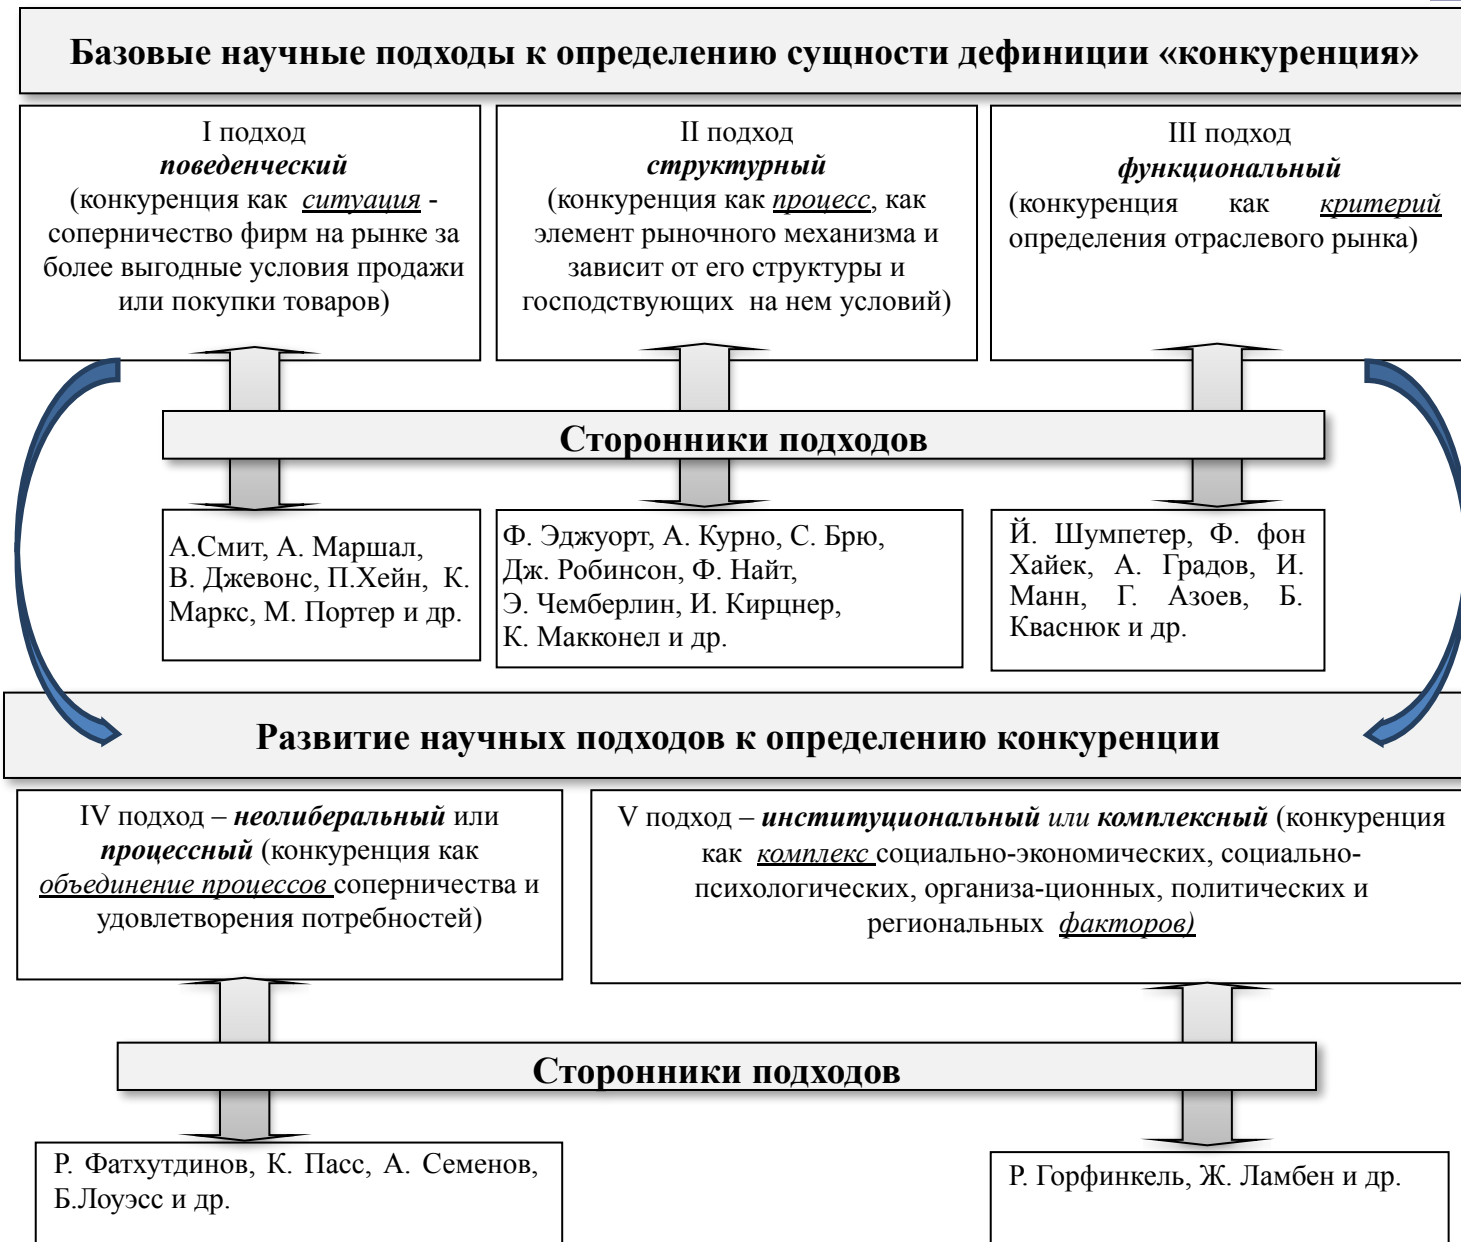 Базовые научные подходы к определению сущности дефиниции «конкуренция»
I подход
поведенческий
(конкуренция как ситуация -
соперничество фирм на рынке за
более выгодные условия продажи
или покупки товаров)
II подход
структурный
(конкуренция как процесс, как
элемент рыночного механизма и
зависит от его структуры и
господствующих на нем условий)
III подход
функциональный
(конкуренция как критерий
определения отраслевого рынка)
Сторонники подходов
А.Смит, А. Маршал,
В. Джевонс, П.Хейн, К.
Маркс, М. Портер и др.
Ф. Эджуорт, А. Курно, С. Брю,
Дж. Робинсон, Ф. Найт,
Э. Чемберлин, И. Кирцнер,
К. Макконел и др.
Й. Шумпетер, Ф. фон
Хайек, А. Градов, И.
Манн, Г. Азоев, Б.
Кваснюк и др.
Развитие научных подходов к определению конкуренции
IV подход – неолиберальный или
процессный (конкуренция как
объединение процессов соперничества и
удовлетворения потребностей)
V подход – институциональный или комплексный (конкуренция
как комплекс социально-экономических, социально-
психологических, организа-ционных, политических и
региональных факторов)
Сторонники подходов
Р. Фатхутдинов, К. Пасс, А. Семенов,
Б.Лоуэсс и др.
Р. Горфинкель, Ж. Ламбен и др.